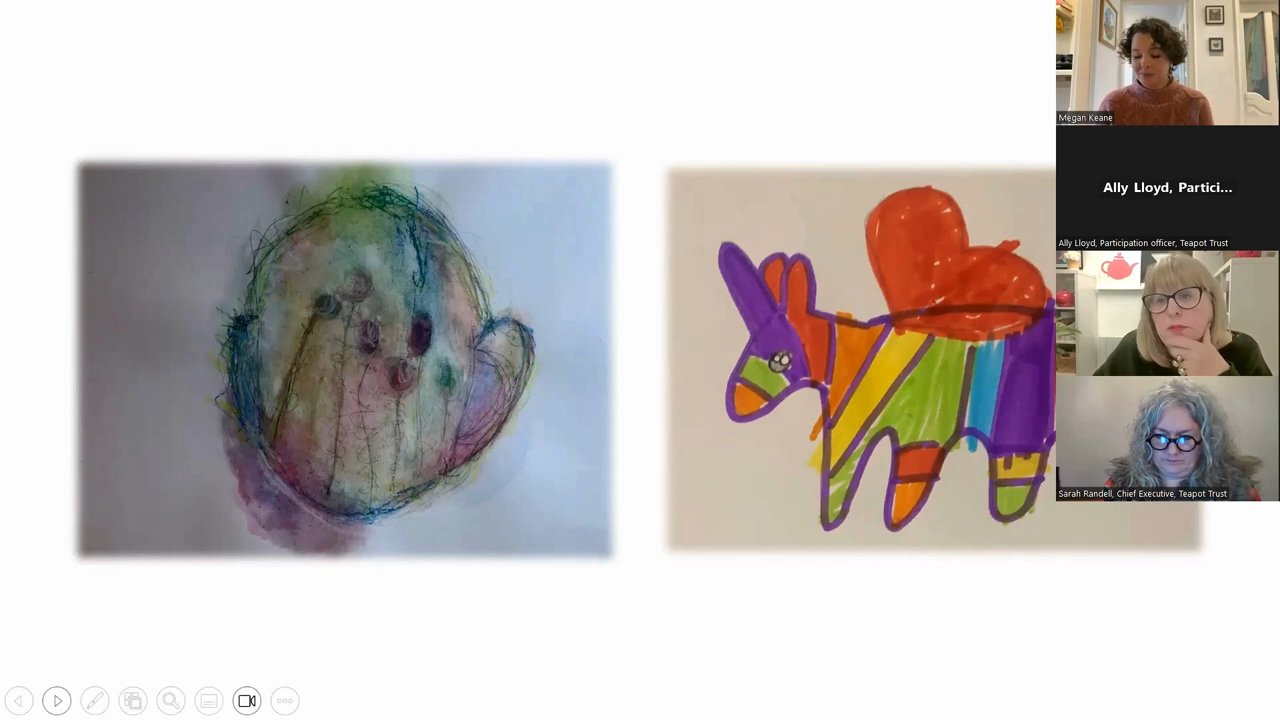 Megan Keane
Ally Lloyd, Partici...
Ally Lloyd, Participation officer, Teapot Trust
Sarah Randell, Chief Executive, Teapot Trust